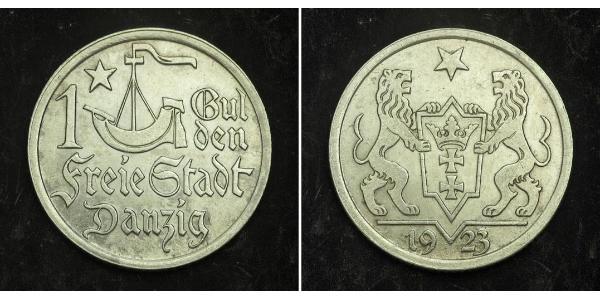 1 Gul
den
Freie Stadt
Danzig
1923